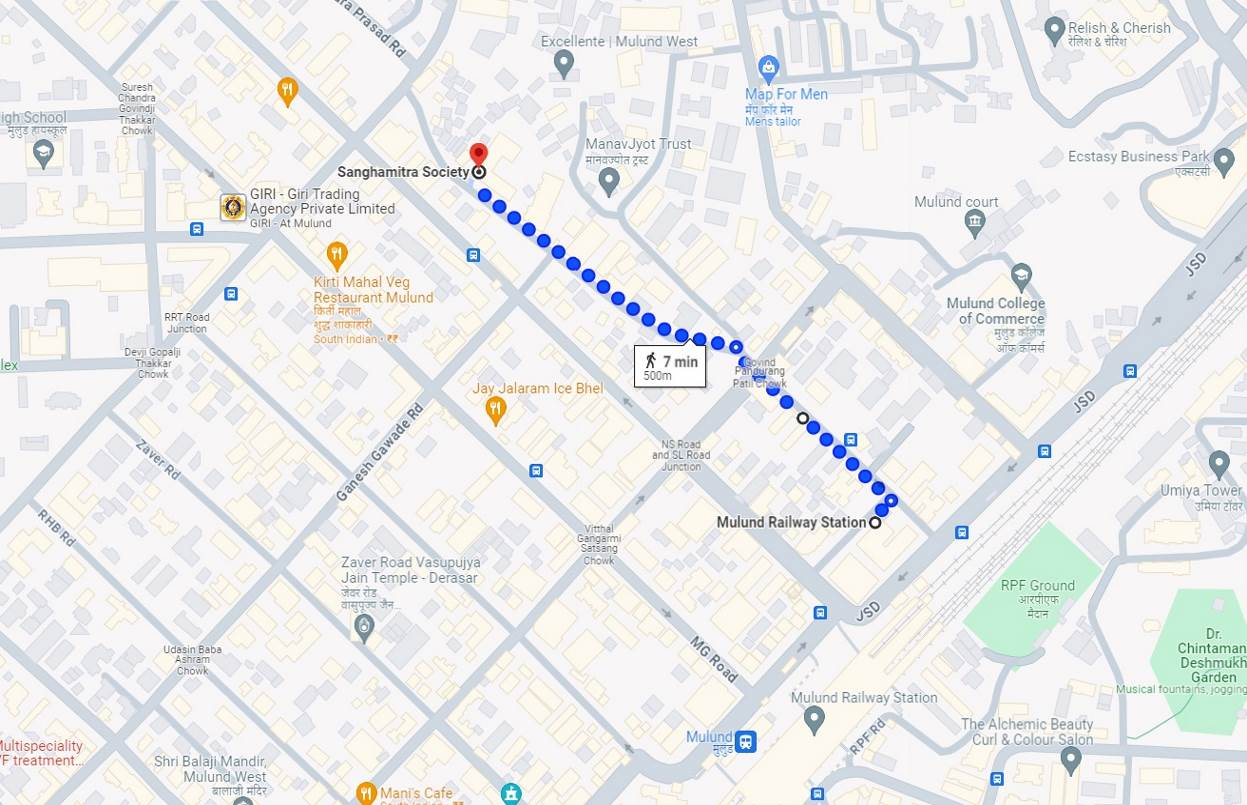 ra Prasad Rd
Excellente | Mulund West
Relish & Cherish
रेलिश & चेरिश
Suresh
Chandra
Govindji
Thakkar
Chowk
Map For Men
मॅप फॉर मेन
Mens tailor
igh School
मुलुंड हायस्कूल
ManavJyot Trust
मानवज्योत ट्रस्ट
Sanghamitra Society
Ecstasy Business Park
एक्सटसी
GIRI - Giri Trading
Agency Private Limited
GIRI - At Mulund
Mulund court
JSD
Kirti Mahal Veg
Restaurant Mulund
किर्ती महाल
शुद्ध शाकाहारी
South Indian • ₹₹
Mulund College
of Commerce
मुलुंड कॉलेज
ऑफ कॉमर्स
RRT Road
Junction
Devji Gopalji
Thakkar
Chowk
lex
7 min
500m
Govind
Pandurang
Patil Chowk
Jay Jalaram Ice Bhel
JSD
Ganesh Gawade Rd
Zaver Rd
NS Road
and SL Road
Junction
Umiya Tower
उमिया टॉवर
RHB Rd
Mulund Railway Station
Vitthal
Gangarmi
Satsang
Chowk
Zaver Road Vasupujya
Jain Temple - Derasar
जेवर रोड
वासुपूज्य जैन...
RPF Ground
आरपीएफ
मैदान
JSD
Udasin Baba
Ashram
Chowk
MG Road
Dr.
Chintaman
Deshmukh
Garden
Musical fountains, jogging
Mulund Railway Station
RPF Rd
The Alchemic Beauty
Curl & Colour Salon
Mulund
मुलुंड
Multispeciality
VF treatment...
Shri Balaji Mandir,
Mulund West
बालाजी मंदिर
Mani's Cafe
South Indian • ₹₹